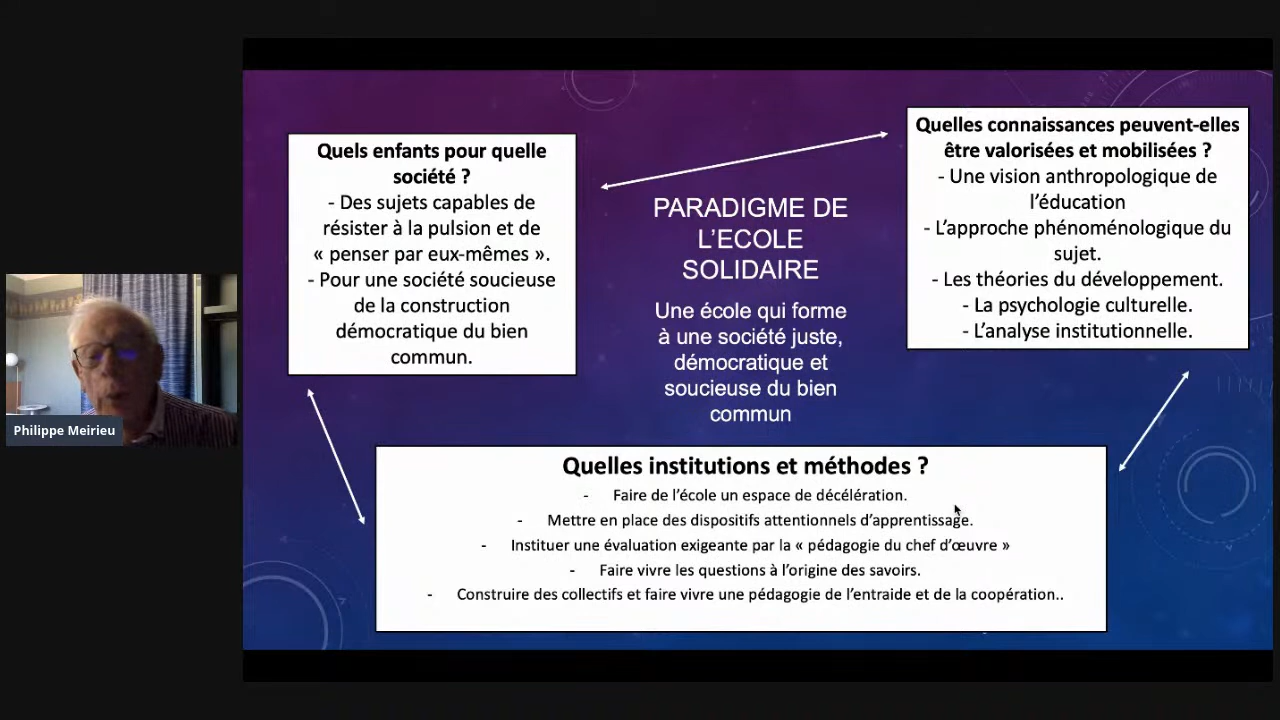 Quels enfants pour quelle
société ?
- Des sujets capables de
résister à la pulsion et de
« penser par eux-mêmes ».
- Pour une société soucieuse
de la construction
démocratique du bien
commun.
PARADIGME DE
L’ECOLE
SOLIDAIRE
Une école qui forme
à une société juste,
démocratique et
soucieuse du bien
commun
Quelles connaissances peuvent-elles
être valorisées et mobilisées ?
- Une vision anthropologique de
l’éducation
- L’approche phénoménologique du
sujet.
- Les théories du développement.
- La psychologie culturelle.
- L’analyse institutionnelle.
Philippe Meirieu
Quelles institutions et méthodes ?
- Faire de l’école un espace de décélération.
- Mettre en place des dispositifs attentionnels d’apprentissage.
- Instituer une évaluation exigeante par la « pédagogie du chef d’œuvre »
- Faire vivre les questions à l’origine des savoirs.
- Construire des collectifs et faire vivre une pédagogie de l’entraide et de la coopération..